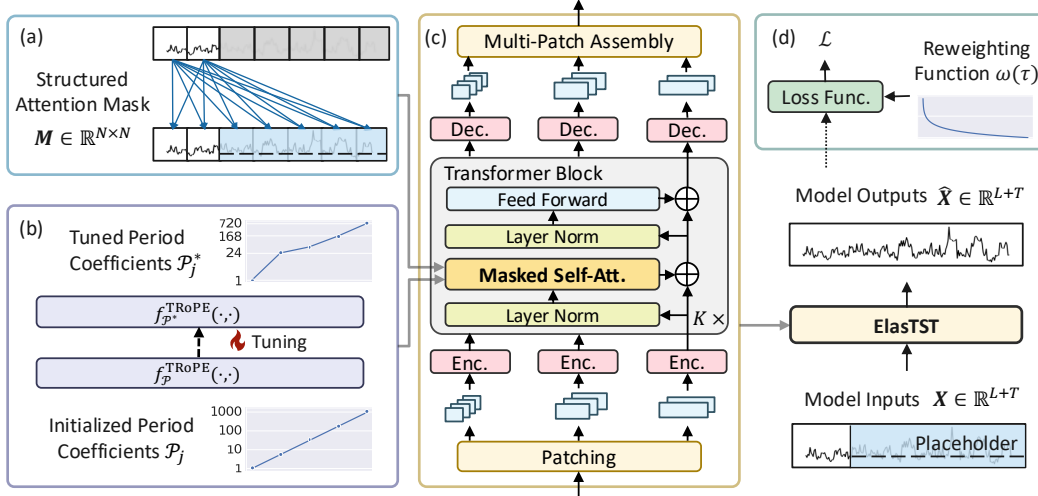 (a)
Structured
Attention Mask
M ∈ ℝ^{N×N}
(b)
Tuned Period
Coefficients 𝒫_j^*
720
168
24
1
f_{𝒫^*}^{TRoPE}(·,·)
Tuning
f_{𝒫}^{TRoPE}(·,·)
Initialized Period
Coefficients 𝒫_j
1000
100
10
1
(c)
Multi-Patch Assembly
Dec.
Dec.
Dec.
Transformer Block
Feed Forward
Layer Norm
Masked Self-Att.
Layer Norm
K ×
Enc.
Enc.
Enc.
Patching
(d)
ℒ
Reweighting
Function ω(τ)
Loss Func.
Model Outputs X̂ ∈ ℝ^{L+T}
ElasTST
Model Inputs X ∈ ℝ^{L+T}
Placeholder